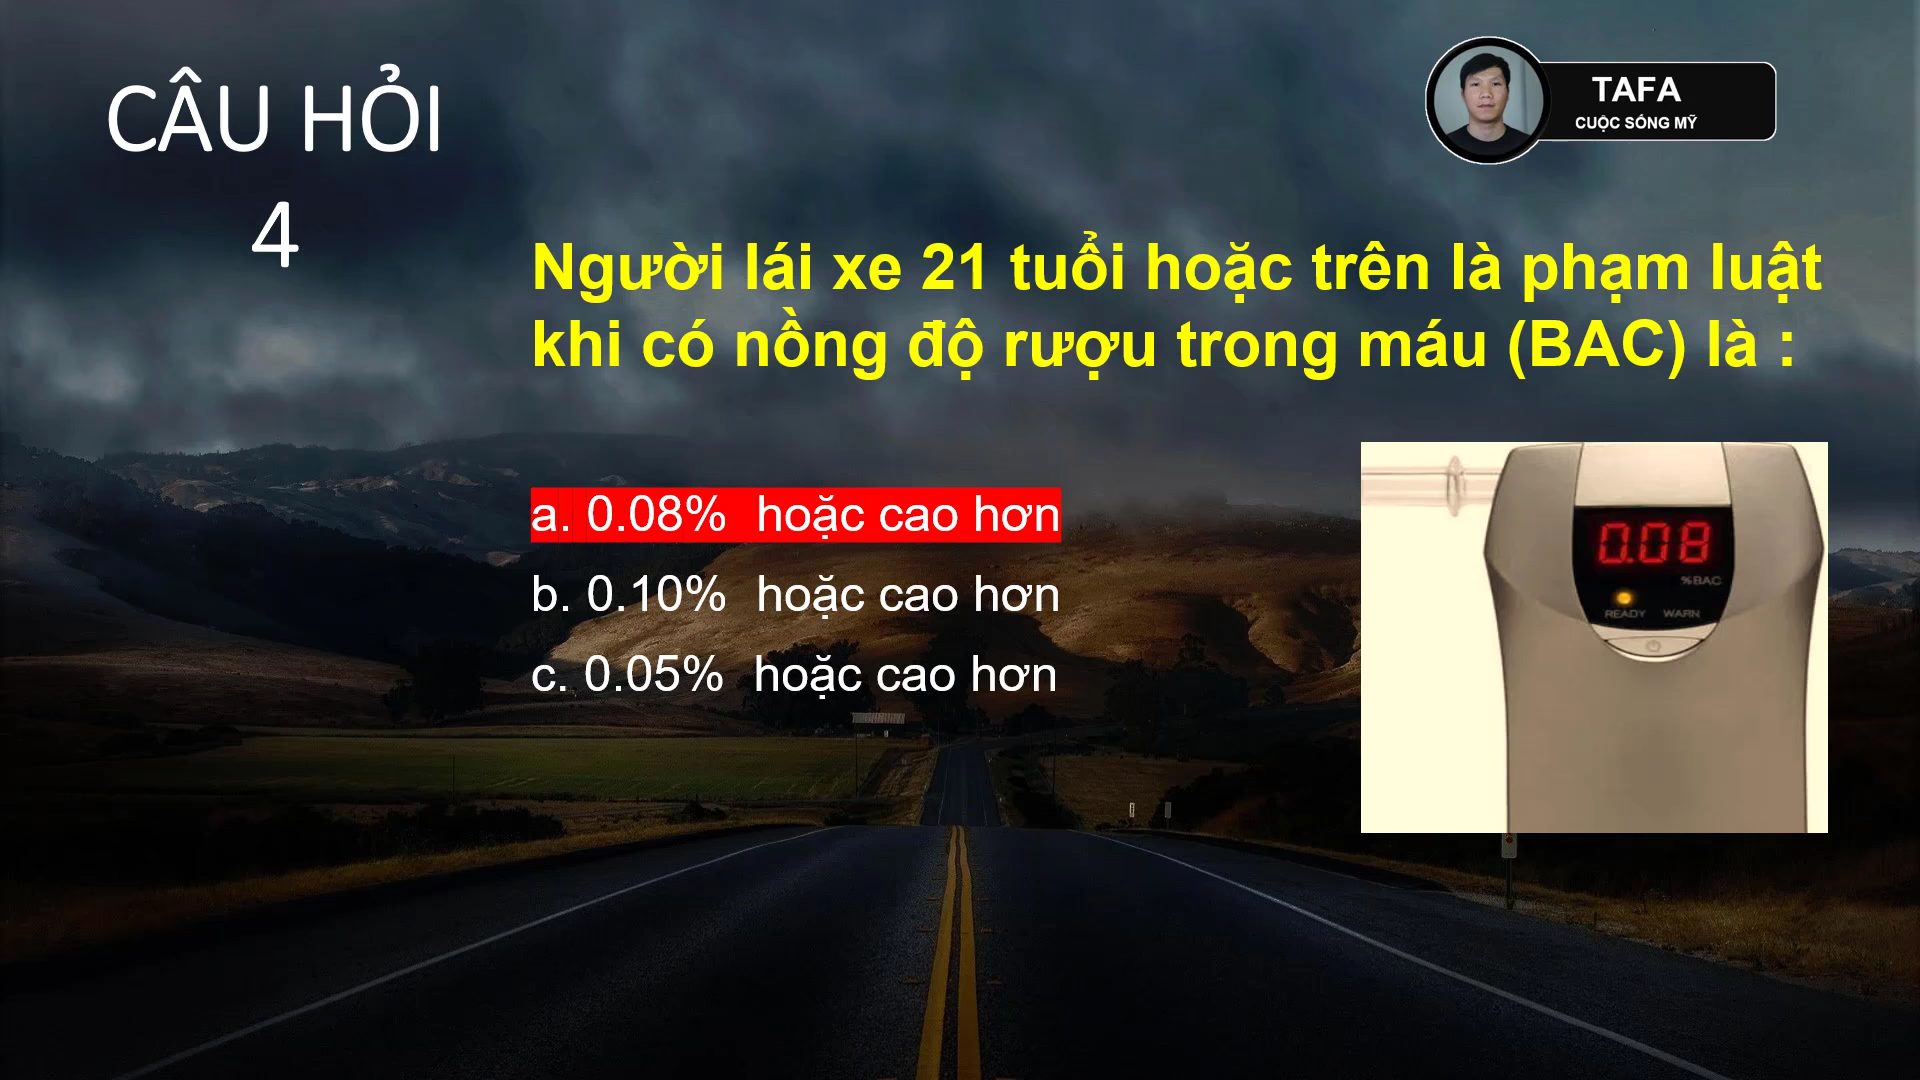 CÂU HỎI
4
TAFA
CUỘC SỐNG MỸ
Người lái xe 21 tuổi hoặc trên là phạm luật
khi có nồng độ rượu trong máu (BAC) là :
a. 0.08%  hoặc cao hơn
b. 0.10%  hoặc cao hơn
c. 0.05%  hoặc cao hơn
0.08
%BAC
READY WARN